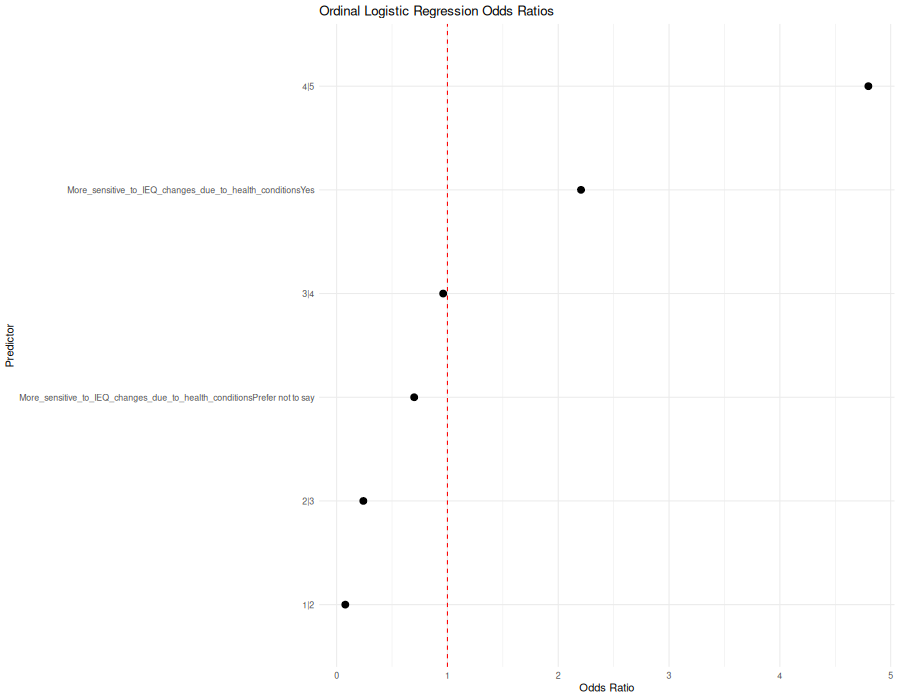 Ordinal Logistic Regression Odds Ratios
4|5
More_sensitive_to_IEQ_changes_due_to_health_conditionsYes
3|4
Predictor
More_sensitive_to_IEQ_changes_due_to_health_conditionsPrefer not to say
2|3
1|2
0 1 2 3 4 5
Odds Ratio